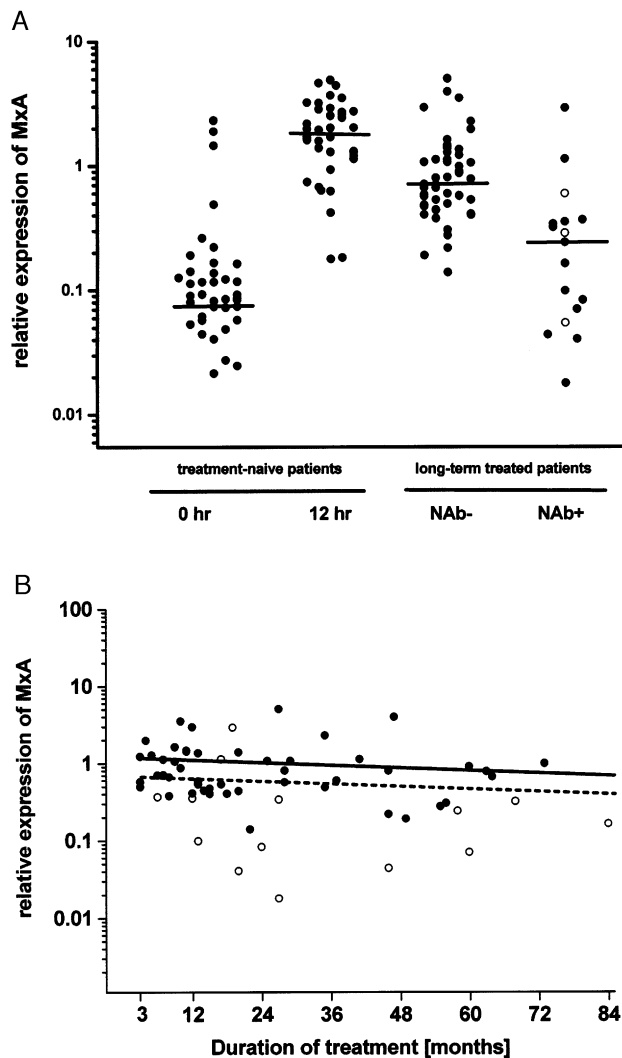 A
10
1
0.1
0.01
relative expression of MxA
treatment-naive patients long-term treated patients
0 hr 12 hr NAb- NAb+
B
100
10
1
0.1
0.01
relative expression of MxA
3 12 24 36 48 60 72 84
Duration of treatment [months]